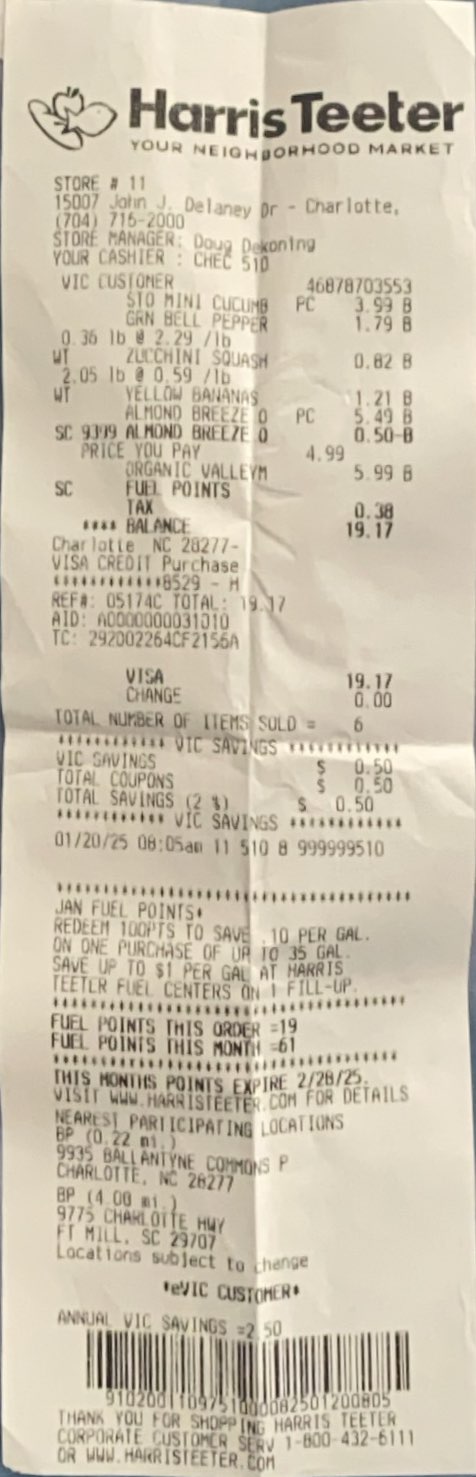 Harris Teeter
YOUR NEIGHBORHOOD MARKET
STORE # 11
15007 John J. Delaney Dr - Charlotte,
(704) 716-2000
STORE MANAGER: Doug Dekoning
YOUR CASHIER : CHEC 510
VIC CUSTOMER 46878703553
STO MINI CUCUMB PC 3.99 B
GRN BELL PEPPER 1.79 B
0.36 lb @ 2.29 /lb
WT ZUCCHINI SQUASH 0.82 B
2.05 lb @ 0.59 /lb
WT YELLOW BANANAS 1.21 B
ALMOND BREEZE O PC 5.49 B
SC 9399 ALMOND BREEZE O 0.50-B
PRICE YOU PAY 4.99
ORGANIC VALLEYM 5.99 B
SC FUEL POINTS
TAX 0.38
**** BALANCE 19.17
Charlotte NC 28277-
VISA CREDIT Purchase
************8529 - H
REF#: 05174C TOTAL: 19.17
AID: A0000000031010
TC: 292002264CF2156A
VISA 19.17
CHANGE 0.00
TOTAL NUMBER OF ITEMS SOLD = 6
************ VIC SAVINGS ************
VIC SAVINGS $ 0.50
TOTAL COUPONS $ 0.50
TOTAL SAVINGS (2 %) $ 0.50
************ VIC SAVINGS ************
01/20/25 08:05am 11 510 8 999999510
****************************************
JAN FUEL POINTS*
REDEEM 100PTS TO SAVE .10 PER GAL.
ON ONE PURCHASE OF UP TO 35 GAL.
SAVE UP TO $1 PER GAL AT HARRIS
TEETER FUEL CENTERS ON 1 FILL-UP.
****************************************
FUEL POINTS THIS ORDER =19
FUEL POINTS THIS MONTH =61
****************************************
THIS MONTHS POINTS EXPIRE 2/28/25.
VISIT WWW.HARRISTEETER.COM FOR DETAILS
NEAREST PARTICIPATING LOCATIONS
BP (0.22 mi.)
9935 BALLANTYNE COMMONS P
CHARLOTTE, NC 28277
BP (4.00 mi.)
9775 CHARLOTTE HWY
FT MILL, SC 29707
Locations subject to change
*eVIC CUSTOMER*
ANNUAL VIC SAVINGS =2.50
THANK YOU FOR SHOPPING HARRIS TEETER
CORPORATE CUSTOMER SERV 1-800-432-6111
OR WWW.HARRISTEETER.COM